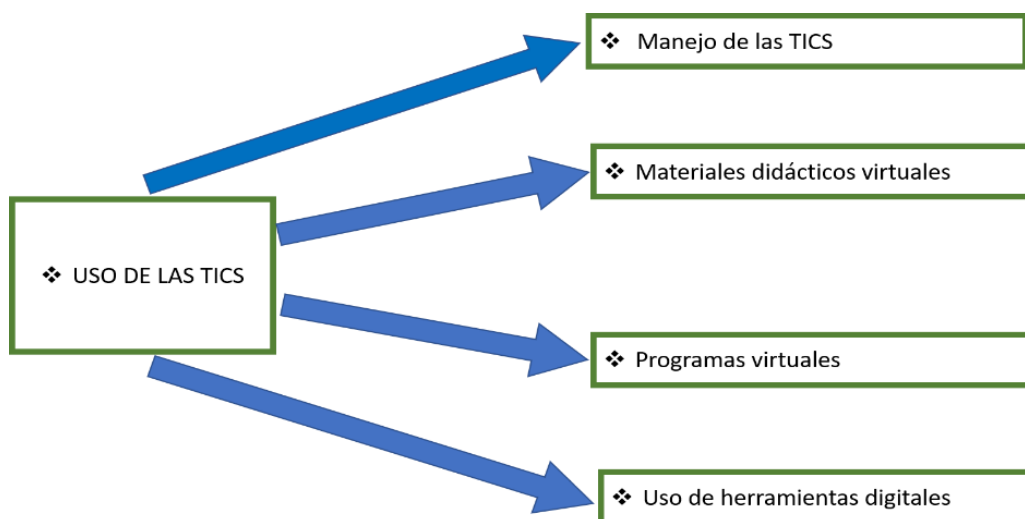 ❖ Manejo de las TICS
❖ Materiales didácticos virtuales
❖ USO DE LAS TICS
❖ Programas virtuales
❖ Uso de herramientas digitales